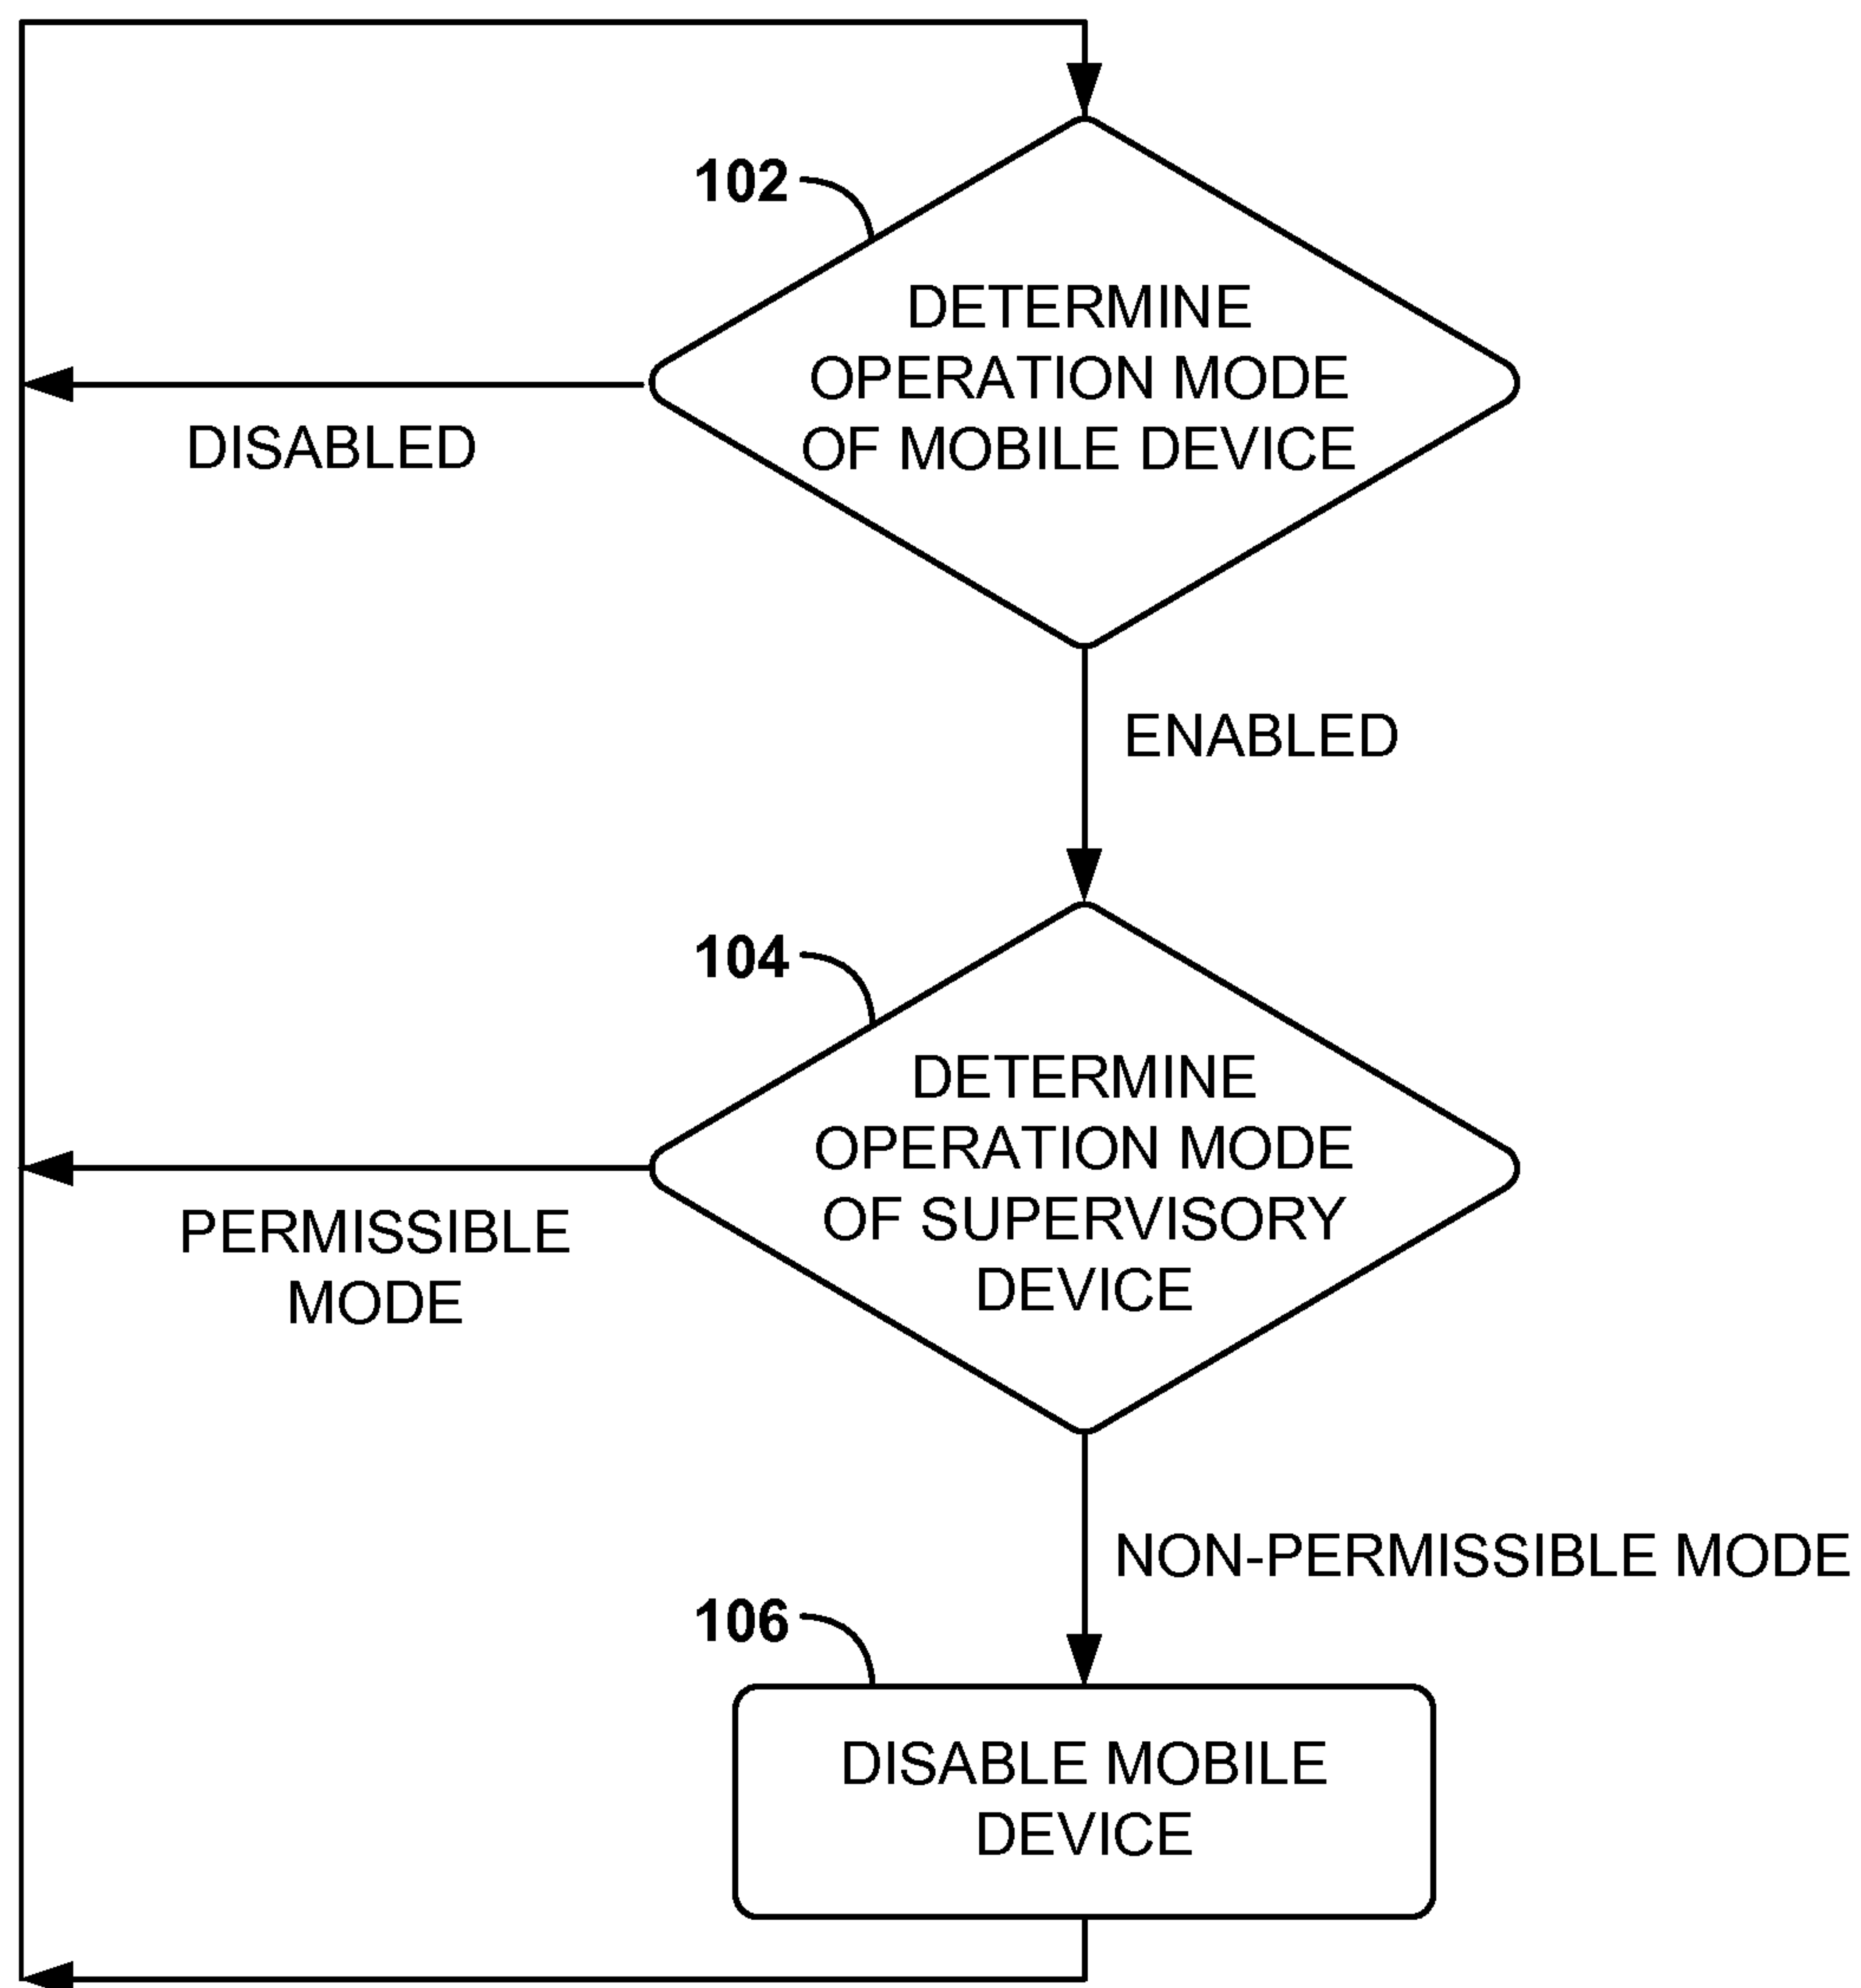 102
DETERMINE
OPERATION MODE
OF MOBILE DEVICE
DISABLED
ENABLED
104
DETERMINE
OPERATION MODE
OF SUPERVISORY
DEVICE
PERMISSIBLE
MODE
NON-PERMISSIBLE MODE
106
DISABLE MOBILE
DEVICE